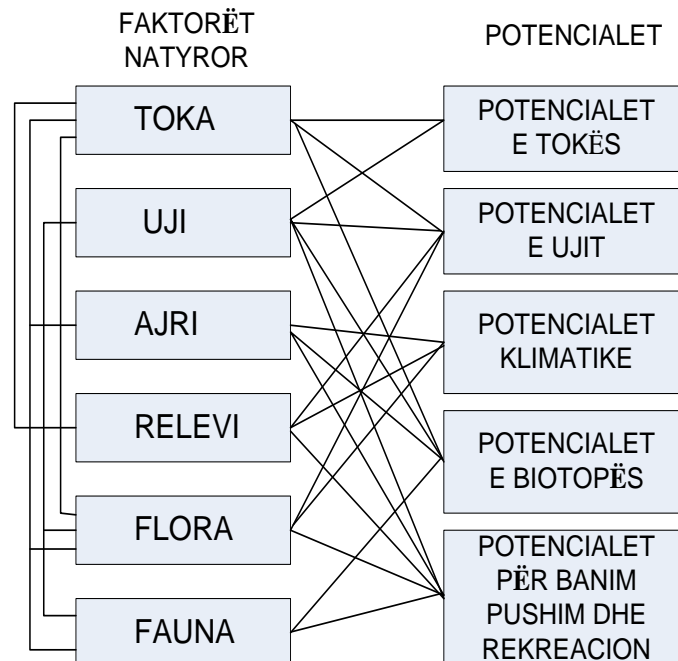 FAKTORËT
NATYROR
POTENCIALET
TOKA
UJI
AJRI
RELEVI
FLORA
FAUNA
POTENCIALET
E TOKËS
POTENCIALET
E UJIT
POTENCIALET
KLIMATIKE
POTENCIALET
E BIOTOPËS
POTENCIALET
PËR BANIM
PUSHIM DHE
REKREACION